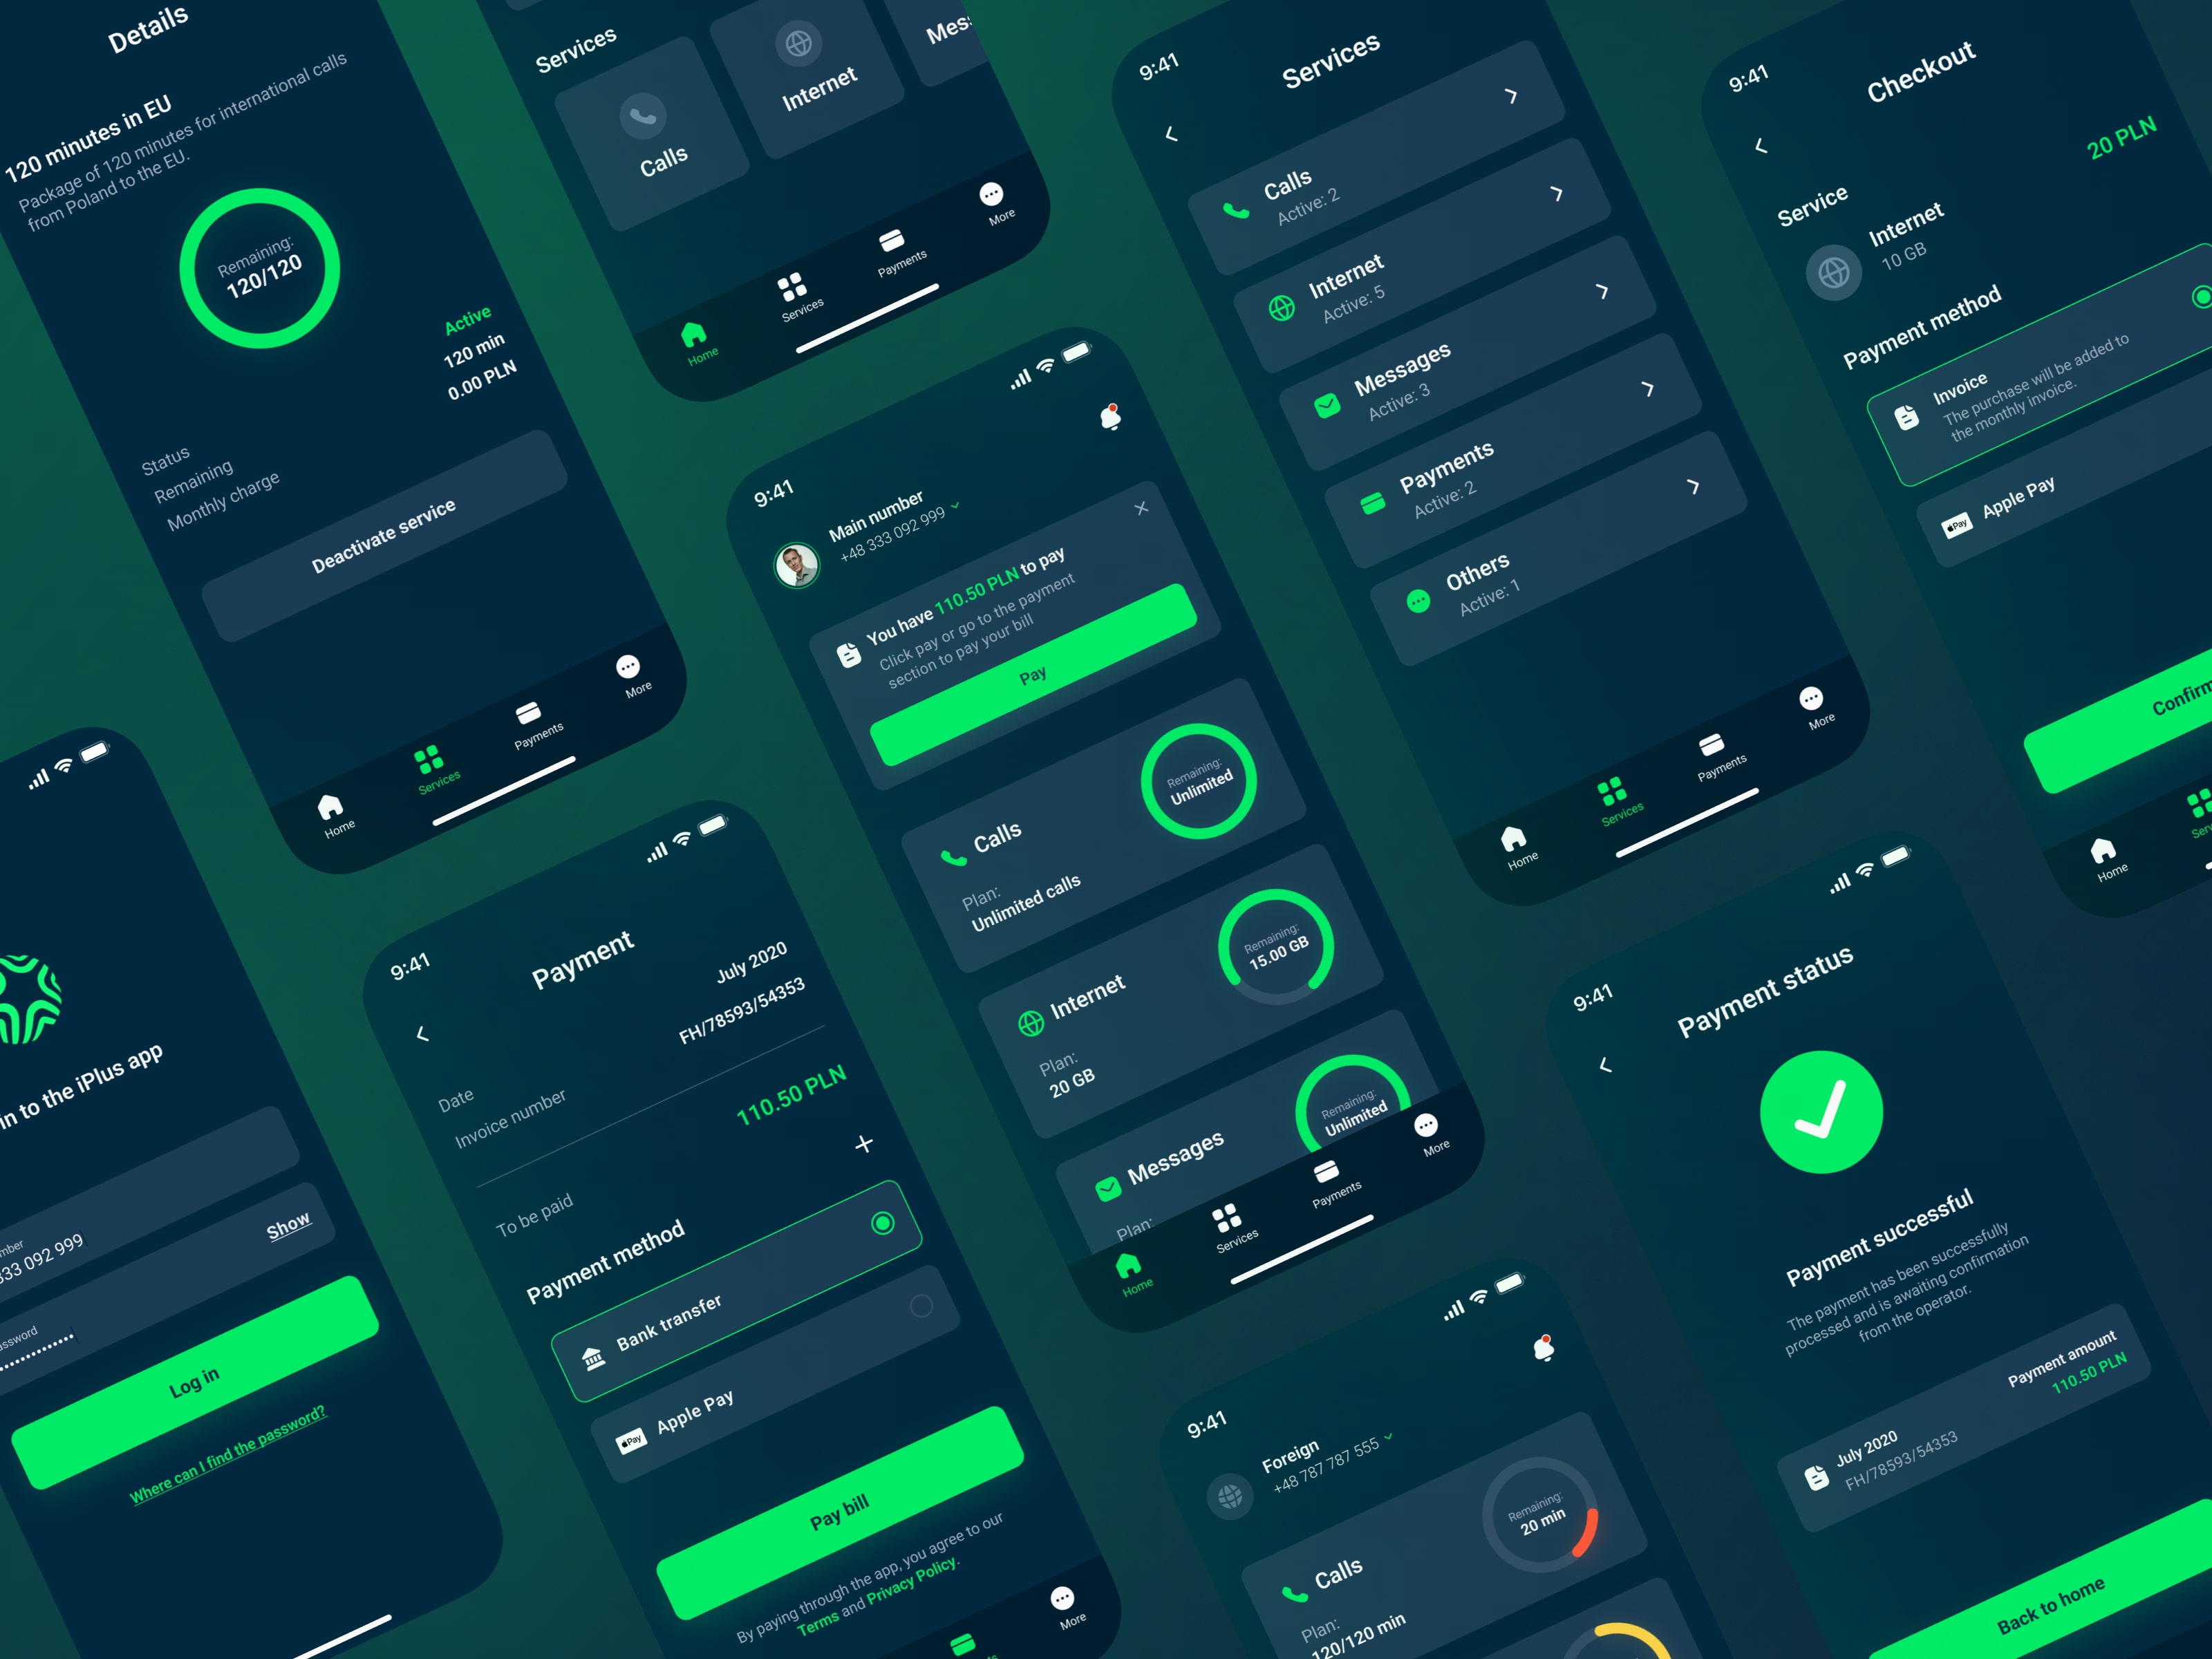 Details
120 minutes in EU
Package of 120 minutes for international calls
from Poland to the EU.
Remaining:
120/120
Status
Active
Remaining
120 min
Monthly charge
0.00 PLN
Deactivate service
Home
Services
Payments
More
Services
Calls
Internet
Home
Services
Payments
More
9:41
Services
Calls
Active: 2
Internet
Active: 5
Messages
Active: 3
Payments
Active: 2
Others
Active: 1
Home
Services
Payments
More
9:41
Checkout
20 PLN
Service
Internet
10 GB
Payment method
Invoice
The purchase will be added to
the monthly invoice.
Pay
Apple Pay
Confirm
Home
in to the iPlus app
333 092 999
Show
Log in
Where can I find the password?
9:41
Payment
Date
July 2020
Invoice number
FH/78593/54353
To be paid
110.50 PLN
Payment method
Bank transfer
Pay
Apple Pay
Pay bill
By paying through the app, you agree to our
Terms and Privacy Policy.
More
9:41
Main number
+48 333 092 999
You have 110.50 PLN to pay
Click pay or go to the payment
section to pay your bill
Pay
Calls
Plan:
Unlimited calls
Remaining:
Unlimited
Internet
Plan:
20 GB
Remaining:
15.00 GB
Messages
Plan:
Remaining:
Unlimited
Home
Services
Payments
More
9:41
Foreign
+48 787 787 555
Calls
Plan:
120/120 min
Remaining:
20 min
9:41
Payment status
Payment successful
The payment has been successfully
processed and is awaiting confirmation
from the operator.
July 2020
FH/78593/54353
Payment amount
110.50 PLN
Back to home